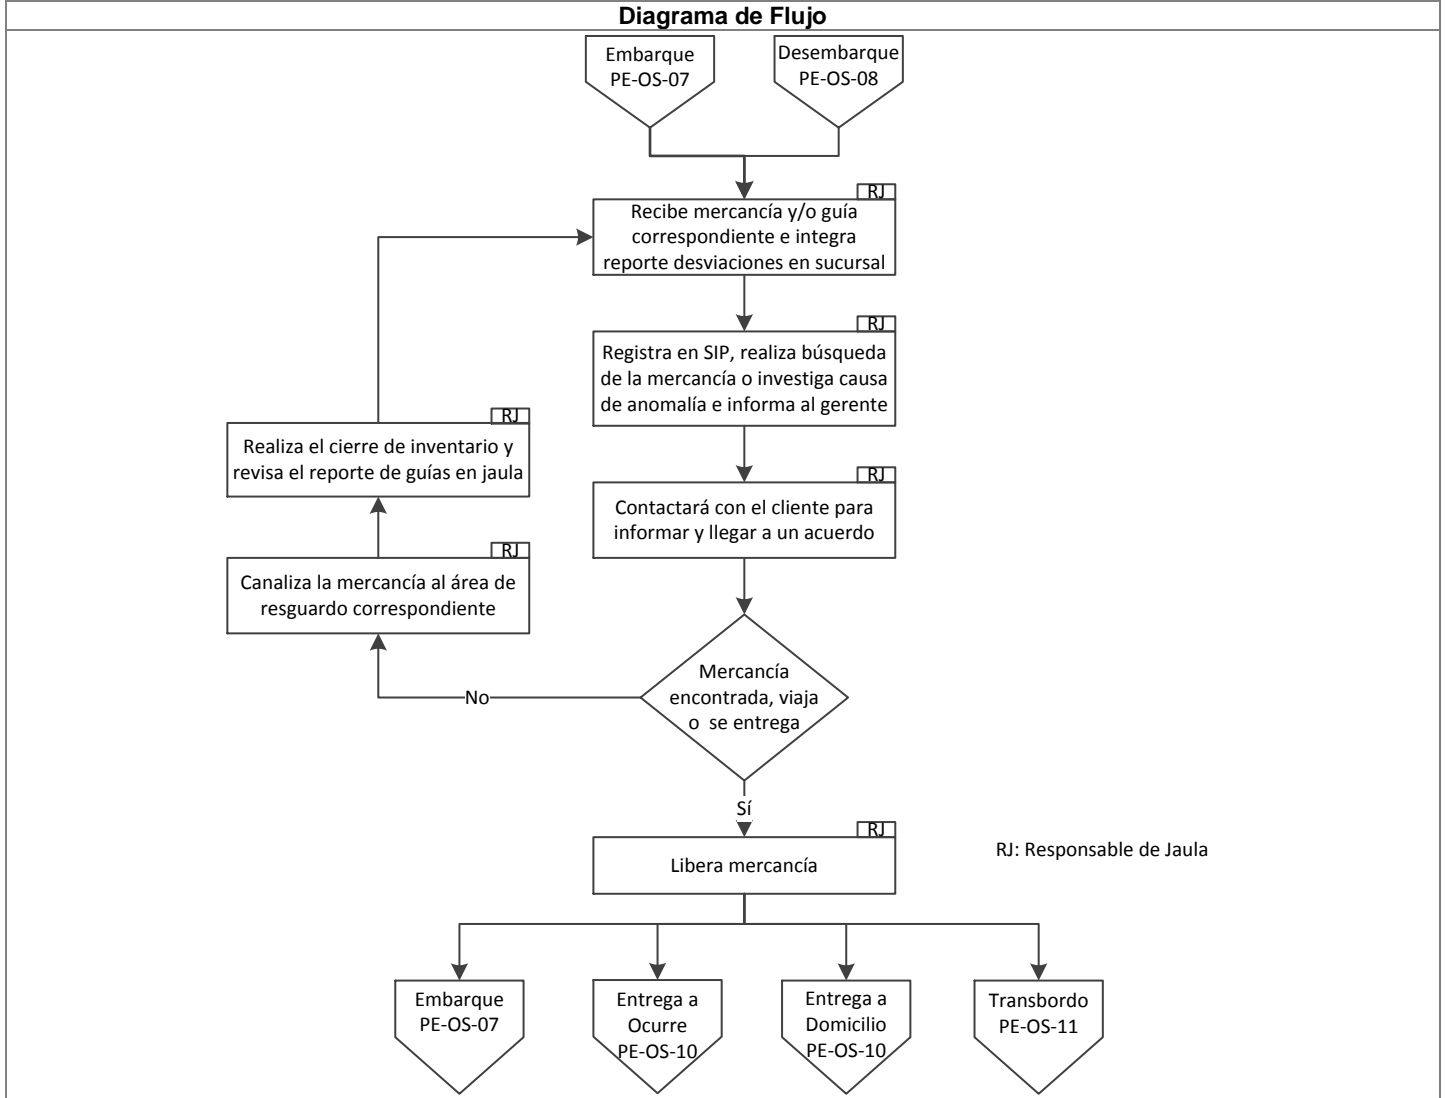 Diagrama de Flujo
Embarque
PE-OS-07
Desembarque
PE-OS-08
RJ
Recibe mercancía y/o guía
correspondiente e integra
reporte desviaciones en sucursal
RJ
Registra en SIP, realiza búsqueda
de la mercancía o investiga causa
de anomalía e informa al gerente
RJ
Realiza el cierre de inventario y
revisa el reporte de guías en jaula
RJ
Contactará con el cliente para
informar y llegar a un acuerdo
RJ
Canaliza la mercancía al área de
resguardo correspondiente
Mercancía
encontrada, viaja
o se entrega
No
Sí
RJ
Libera mercancía
RJ: Responsable de Jaula
Embarque
PE-OS-07
Entrega a
Ocurre
PE-OS-10
Entrega a
Domicilio
PE-OS-10
Transbordo
PE-OS-11